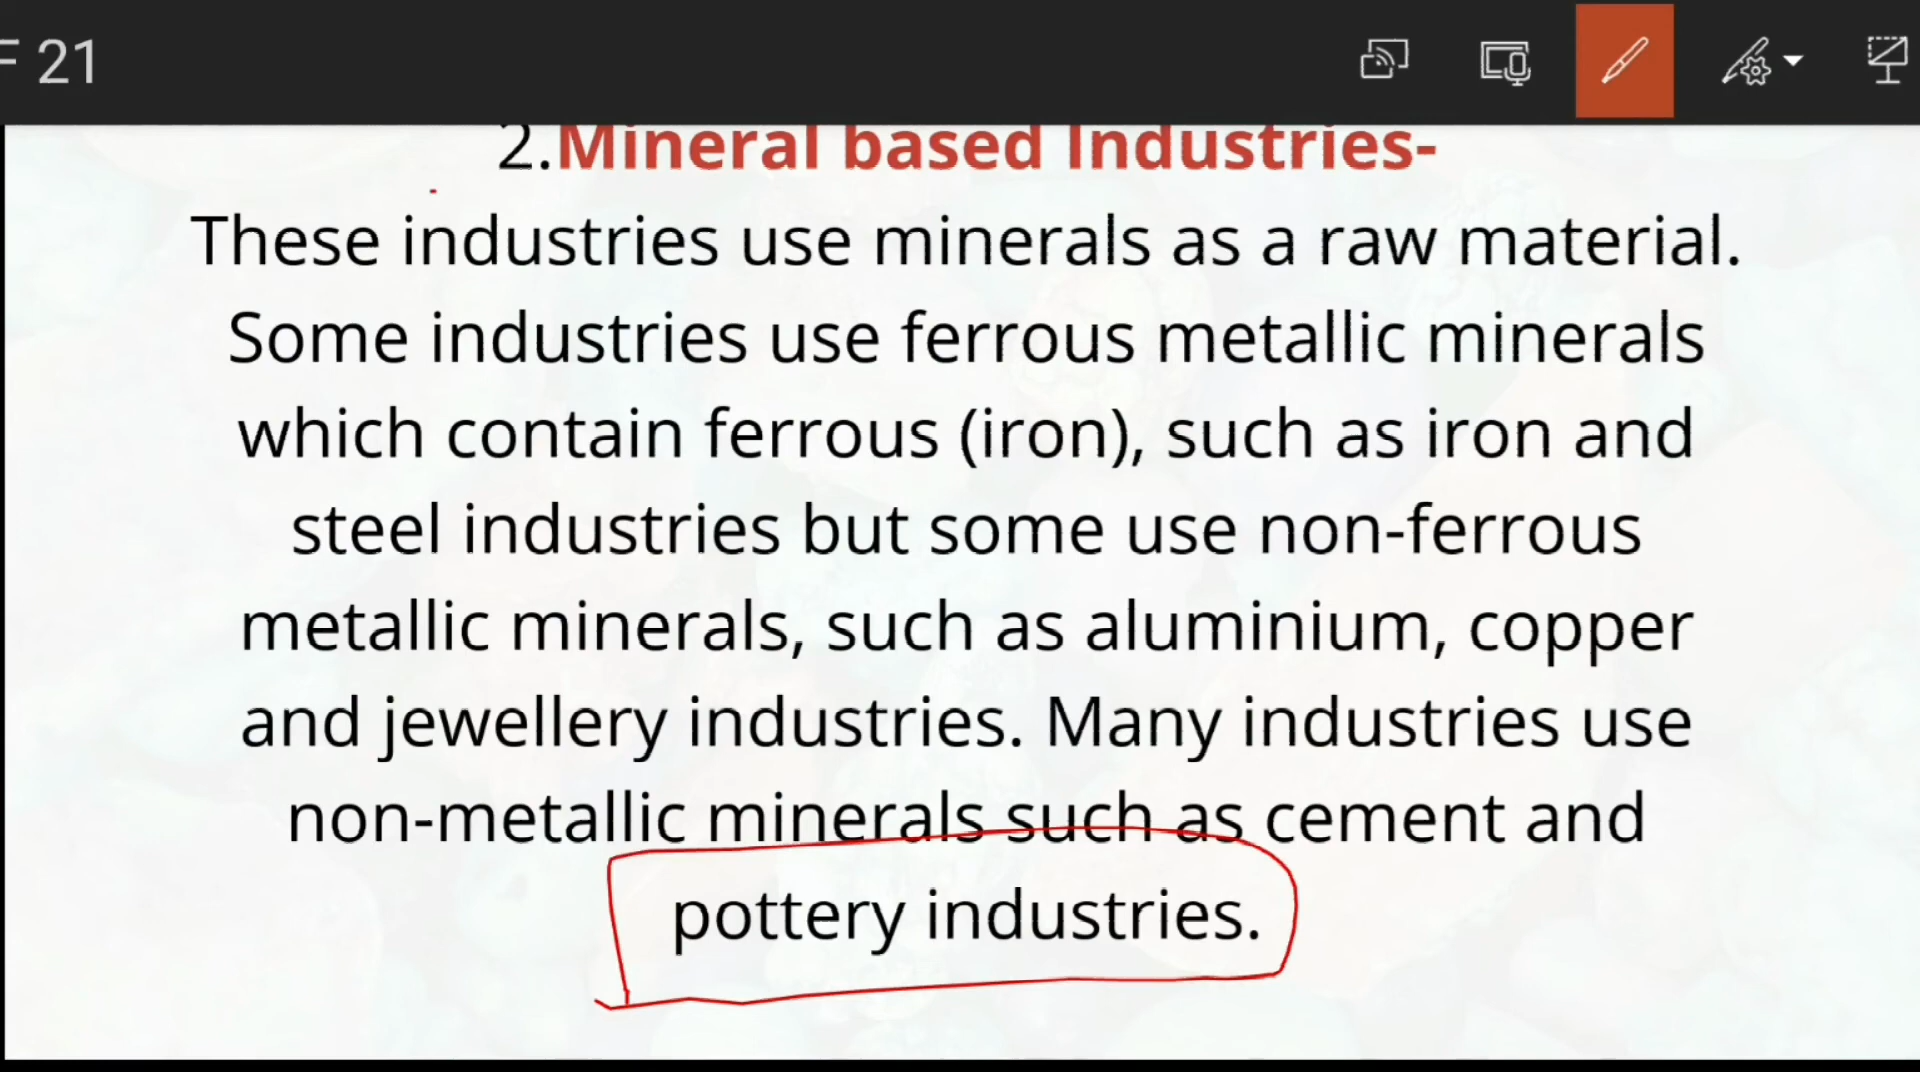 21
2.Mineral based Industries-
These industries use minerals as a raw material.
Some industries use ferrous metallic minerals
which contain ferrous (iron), such as iron and
steel industries but some use non-ferrous
metallic minerals, such as aluminium, copper
and jewellery industries. Many industries use
non-metallic minerals such as cement and
pottery industries.